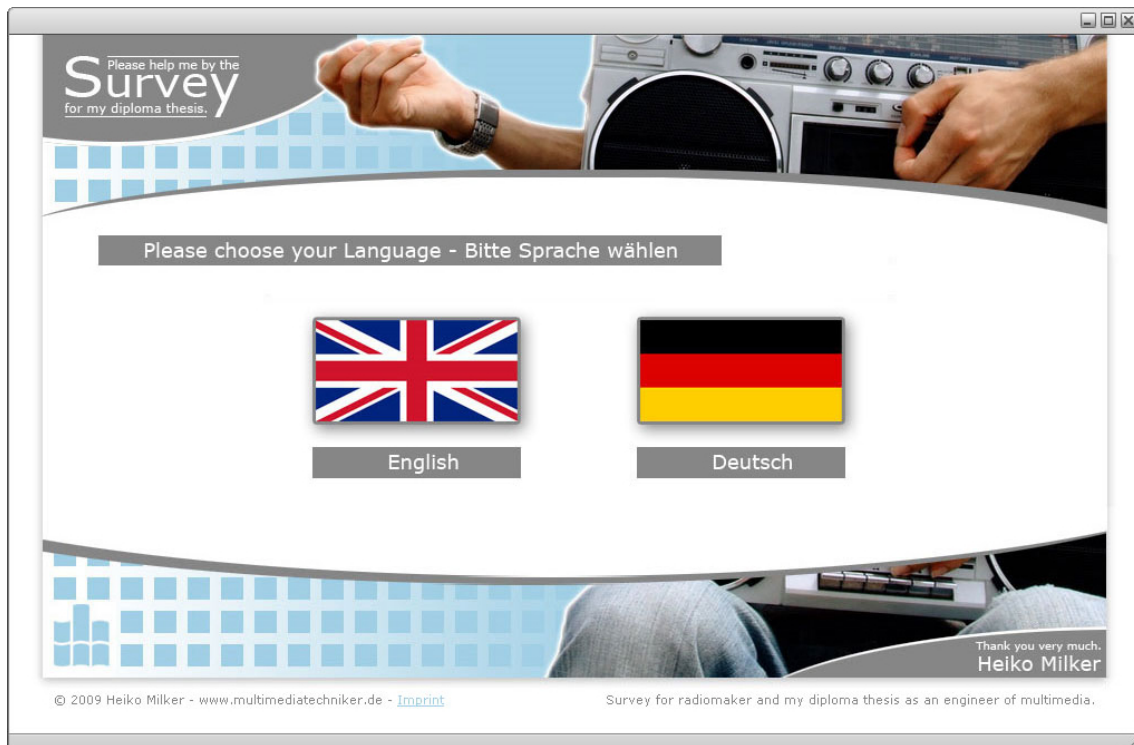 Please help me by the
Survey
for my diploma thesis.
Please choose your Language - Bitte Sprache wählen
English
Deutsch
Thank you very much.
Heiko Milker
© 2009 Heiko Milker - www.multimediatechniker.de - Imprint
Survey for radiomaker and my diploma thesis as an engineer of multimedia.